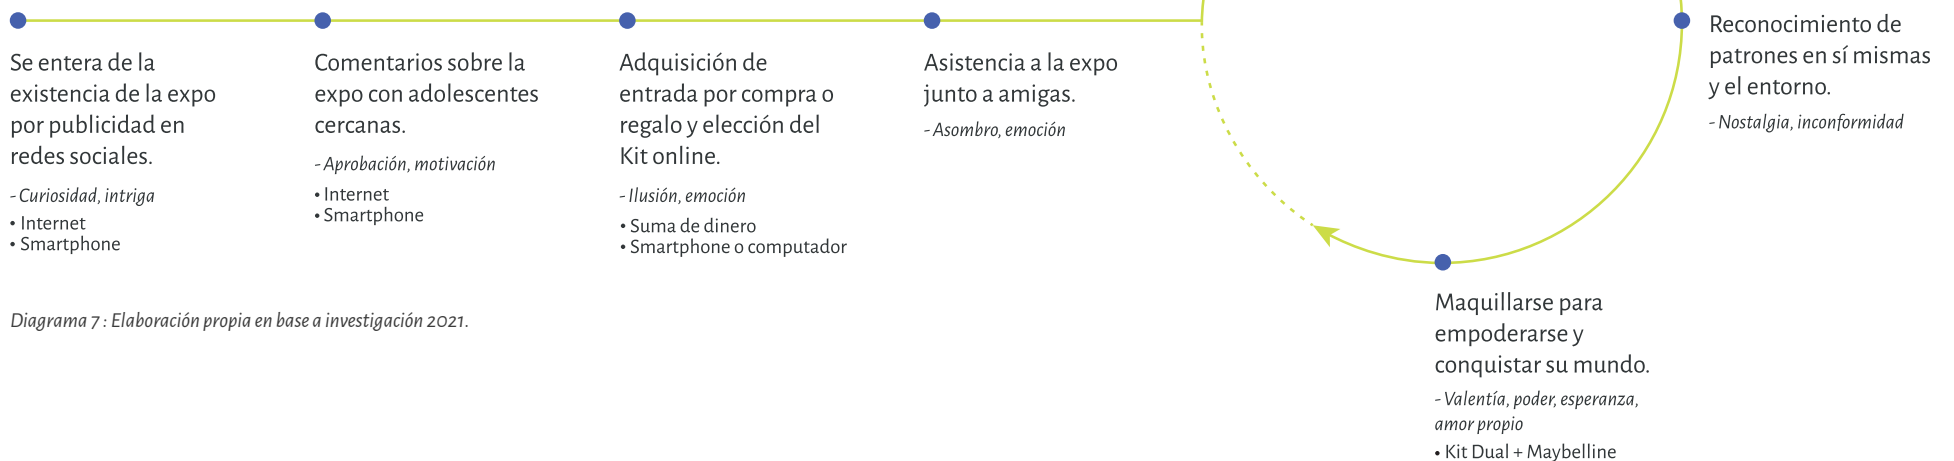 Se entera de la
existencia de la expo
por publicidad en
redes sociales.
- Curiosidad, intriga
• Internet
• Smartphone
Comentarios sobre la
expo con adolescentes
cercanas.
- Aprobación, motivación
• Internet
• Smartphone
Adquisición de
entrada por compra o
regalo y elección del
Kit online.
- Ilusión, emoción
• Suma de dinero
• Smartphone o computador
Asistencia a la expo
junto a amigas.
- Asombro, emoción
Reconocimiento de
patrones en sí mismas
y el entorno.
- Nostalgia, inconformidad
Maquillarse para
empoderarse y
conquistar su mundo.
- Valentía, poder, esperanza,
amor propio
• Kit Dual + Maybelline
Diagrama 7 : Elaboración propia en base a investigación 2021.